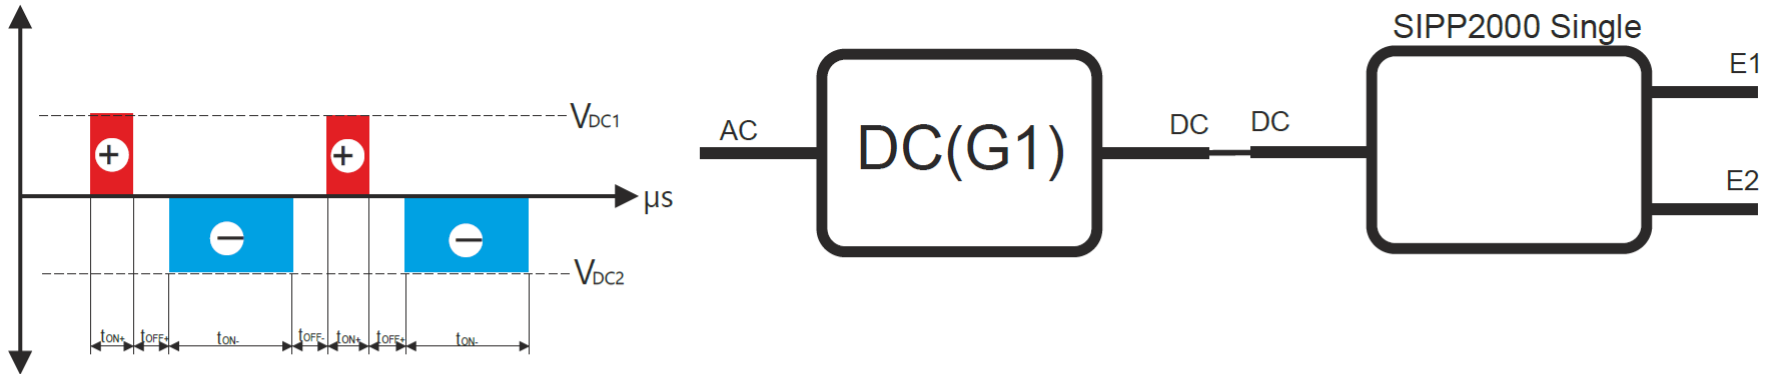 VDC1
+
+
μs
−
−
VDC2
tON+ tOFF+ tON- tOFF- tON+ tOFF+ tON-
AC
DC(G1)
DC
DC
SIPP2000 Single
E1
E2